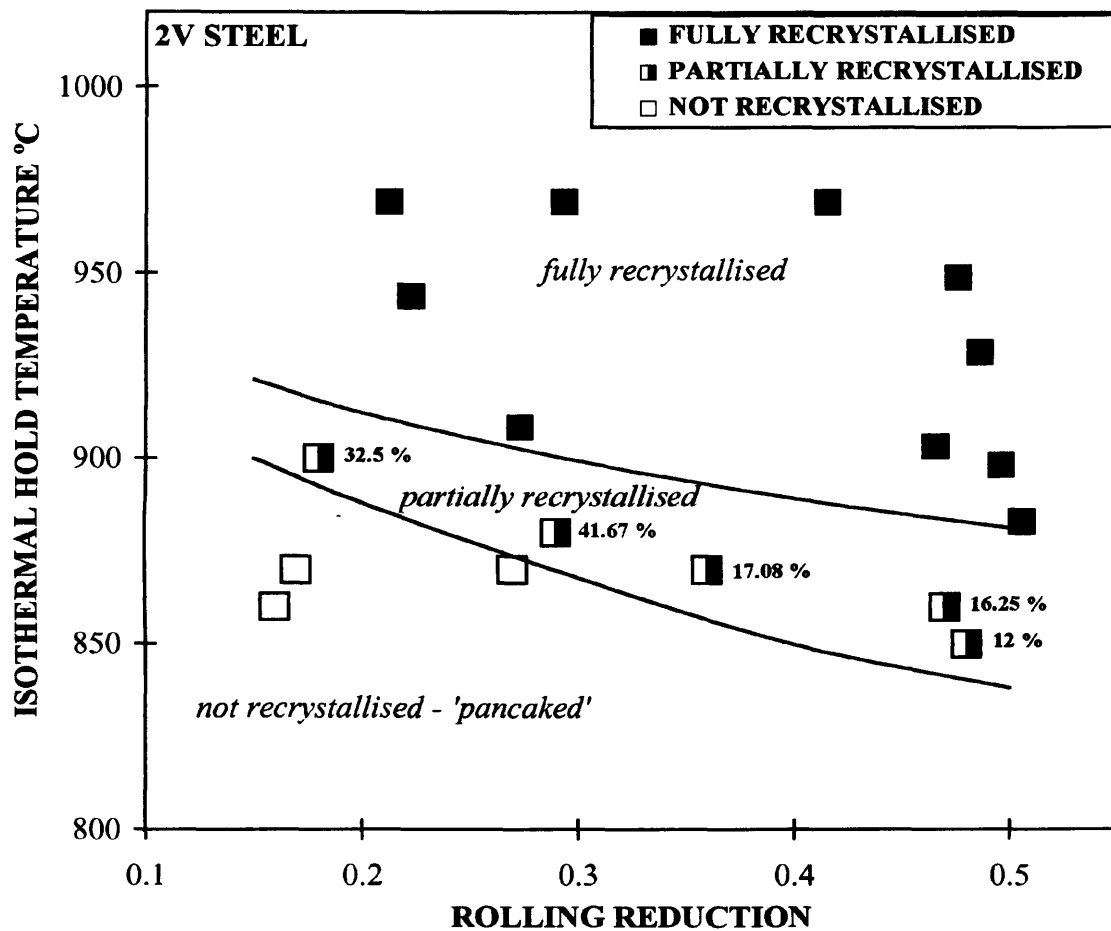 2V STEEL
FULLY RECRYSTALLISED
PARTIALLY RECRYSTALLISED
NOT RECRYSTALLISED
ISOTHERMAL HOLD TEMPERATURE ºC
1000
950
900
850
800
fully recrystallised
32.5 %
partially recrystallised
41.67 %
17.08 %
16.25 %
12 %
not recrystallised - 'pancaked'
0.1 0.2 0.3 0.4 0.5
ROLLING REDUCTION